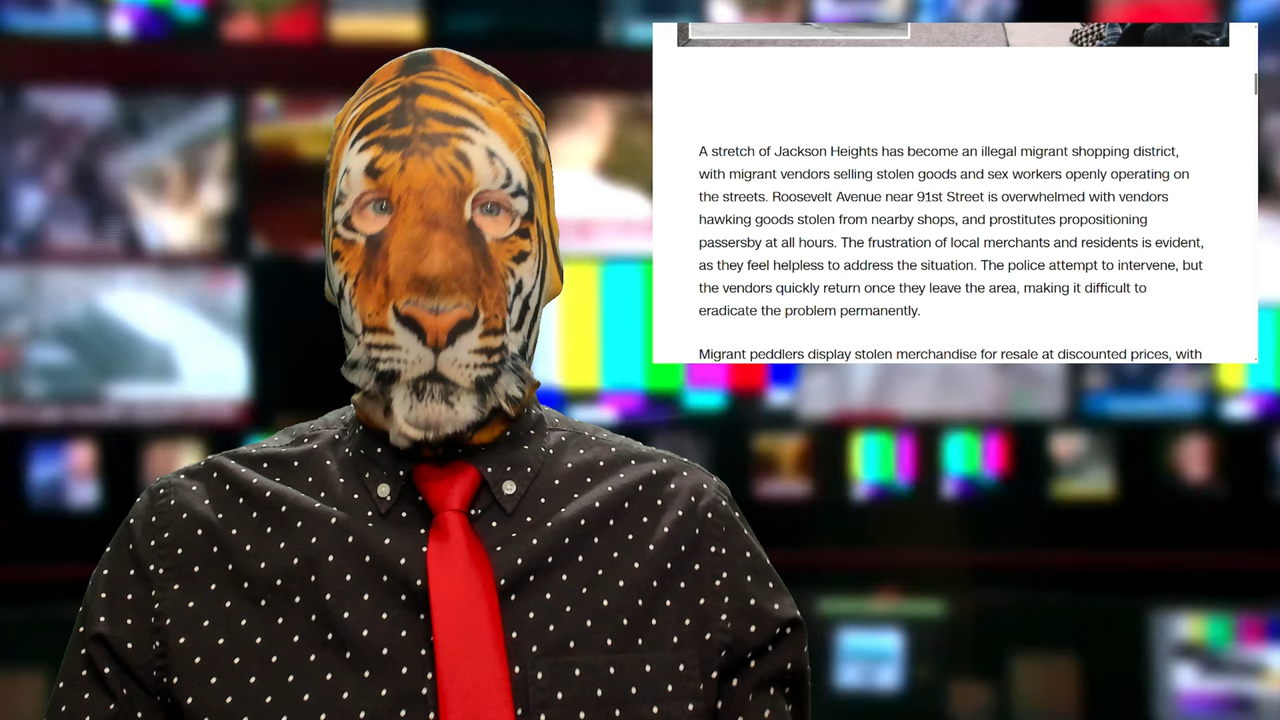 A stretch of Jackson Heights has become an illegal migrant shopping district,
with migrant vendors selling stolen goods and sex workers openly operating on
the streets. Roosevelt Avenue near 91st Street is overwhelmed with vendors
hawking goods stolen from nearby shops, and prostitutes propositioning
passersby at all hours. The frustration of local merchants and residents is evident,
as they feel helpless to address the situation. The police attempt to intervene, but
the vendors quickly return once they leave the area, making it difficult to
eradicate the problem permanently.
Migrant peddlers display stolen merchandise for resale at discounted prices, with